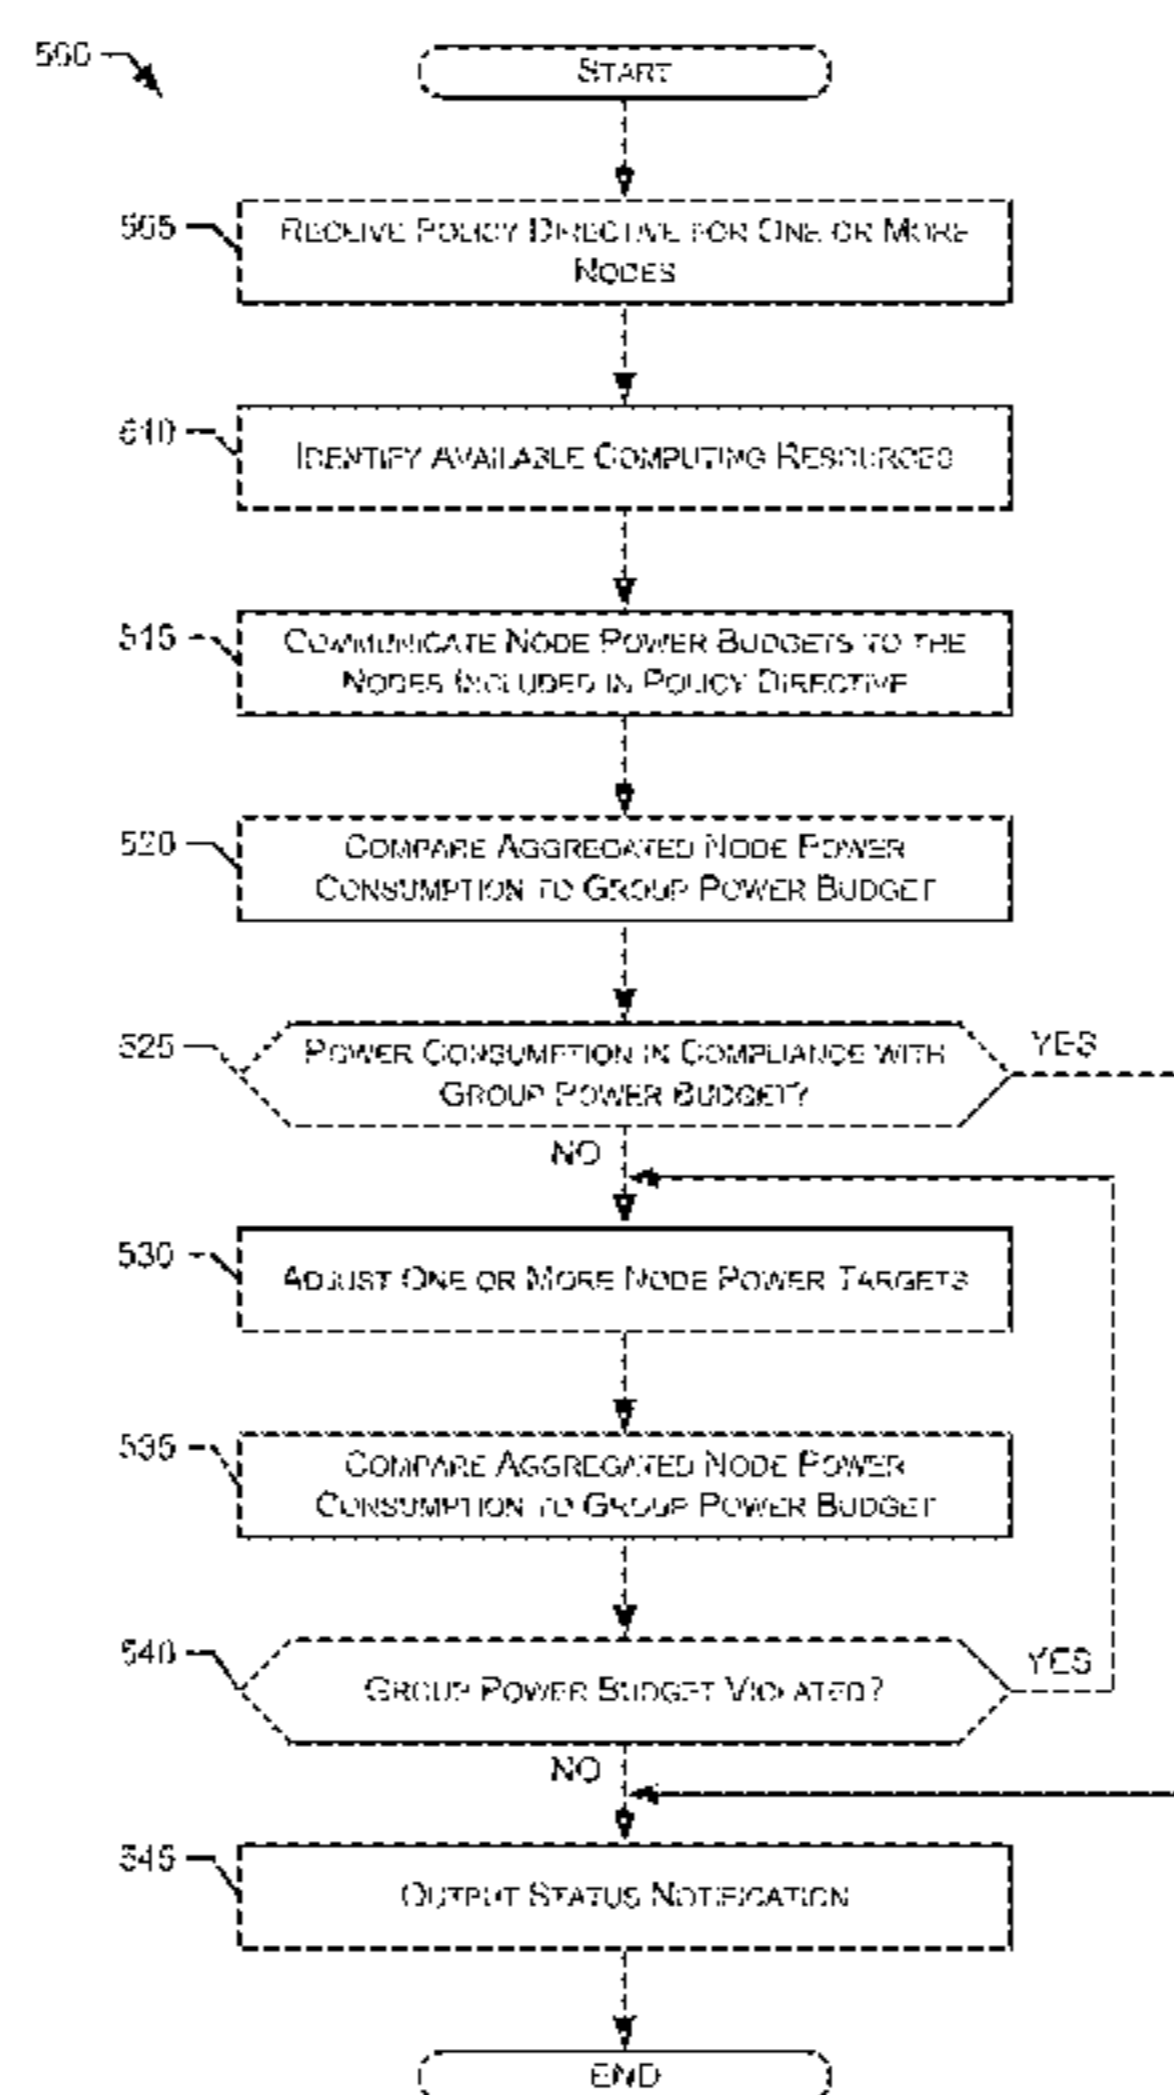 500
START
505
RECEIVE POLICY DIRECTIVE FOR ONE OR MORE
NODES
510
IDENTIFY AVAILABLE COMPUTING RESOURCES
515
COMMUNICATE NODE POWER BUDGETS TO THE
NODES INCLUDED IN POLICY DIRECTIVE
520
COMPARE AGGREGATED NODE POWER
CONSUMPTION TO GROUP POWER BUDGET
525
POWER CONSUMPTION IN COMPLIANCE WITH
GROUP POWER BUDGET?
YES
NO
530
ADJUST ONE OR MORE NODE POWER TARGETS
535
COMPARE AGGREGATED NODE POWER
CONSUMPTION TO GROUP POWER BUDGET
540
GROUP POWER BUDGET VIOLATED?
YES
NO
545
OUTPUT STATUS NOTIFICATION
END